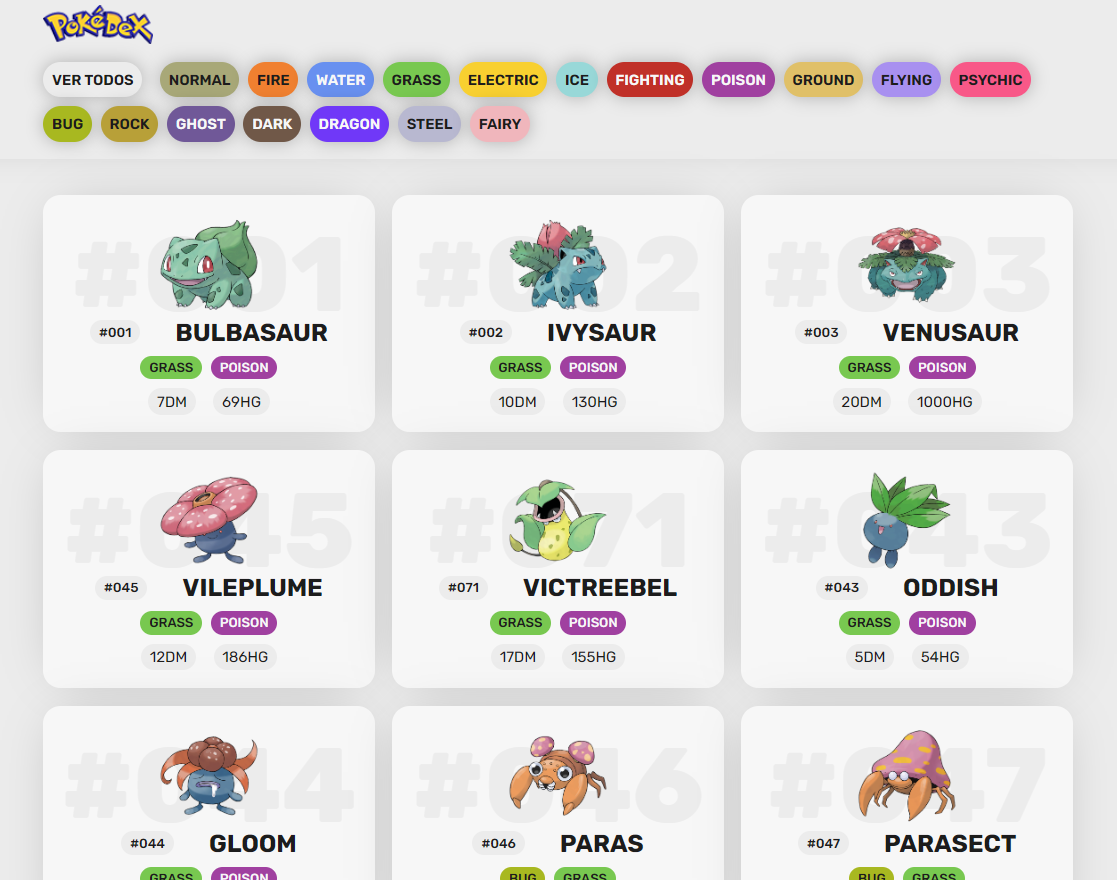 PoKéDeX
VER TODOS NORMAL FIRE WATER GRASS ELECTRIC ICE FIGHTING POISON GROUND FLYING PSYCHIC
BUG ROCK GHOST DARK DRAGON STEEL FAIRY
#001 #002 #003
#001 BULBASAUR #002 IVYSAUR #003 VENUSAUR
GRASS POISON GRASS POISON GRASS POISON
7DM 69HG 10DM 130HG 20DM 1000HG
#045 #071 #043
#045 VILEPLUME #071 VICTREEBEL #043 ODDISH
GRASS POISON GRASS POISON GRASS POISON
12DM 186HG 17DM 155HG 5DM 54HG
#044 #046 #047
#044 GLOOM #046 PARAS #047 PARASECT
GRASS POISON BUG GRASS BUG GRASS